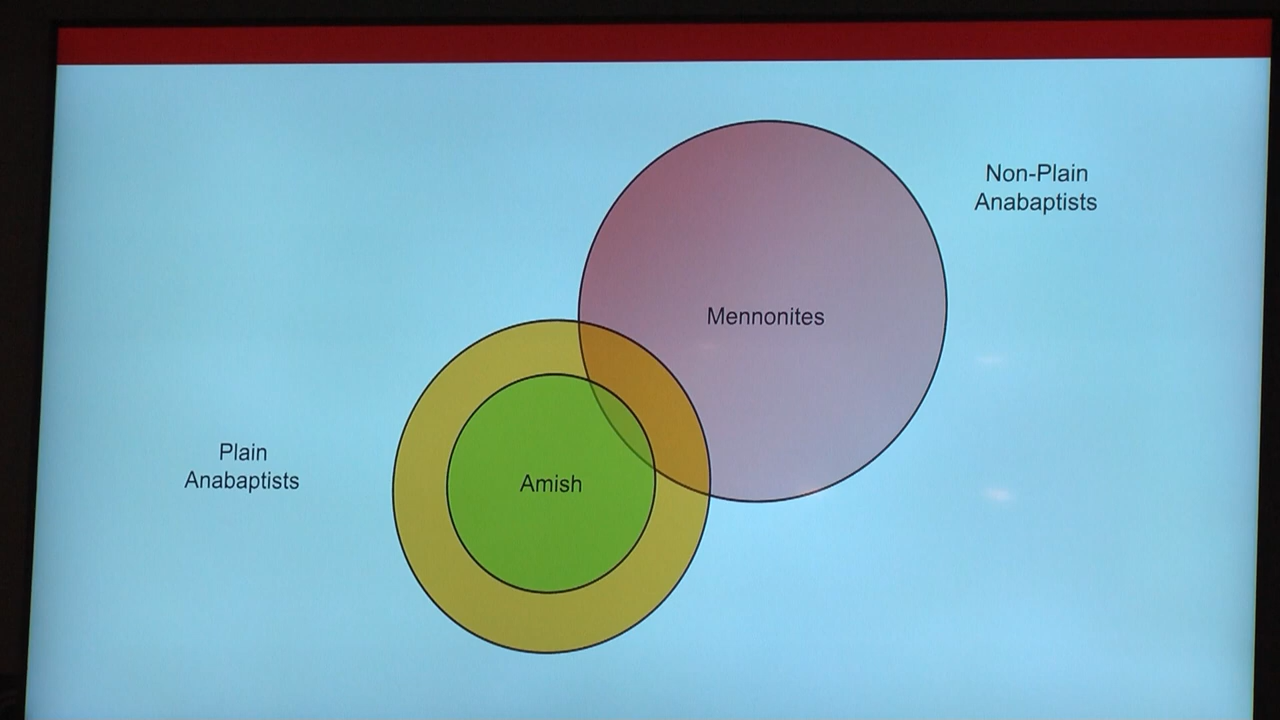 Non-Plain
Anabaptists
Mennonites
Plain
Anabaptists
Amish